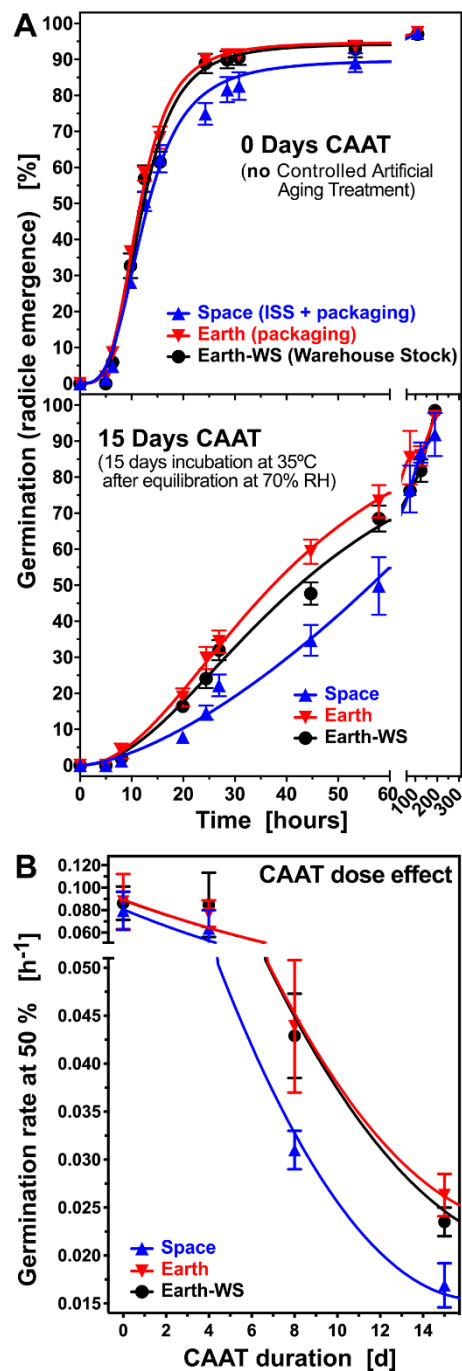 A
100
90
80
70
60
50
40
30
20
10
0
0 Days CAAT
(no Controlled Artificial
Aging Treatment)
Space (ISS + packaging)
Earth (packaging)
Earth-WS (Warehouse Stock)
Germination (radicle emergence) [%]
100
90
80
70
60
50
40
30
20
10
0
15 Days CAAT
(15 days incubation at 35ºC
after equilibration at 70% RH)
Space
Earth
Earth-WS
0 10 20 30 40 50 60 100 200 300
Time [hours]
B
CAAT dose effect
0.120
0.100
0.080
0.060
0.050
0.045
0.040
0.035
0.030
0.025
0.020
0.015
Germination rate at 50 % [h-1]
Space
Earth
Earth-WS
0 2 4 6 8 10 12 14
CAAT duration [d]